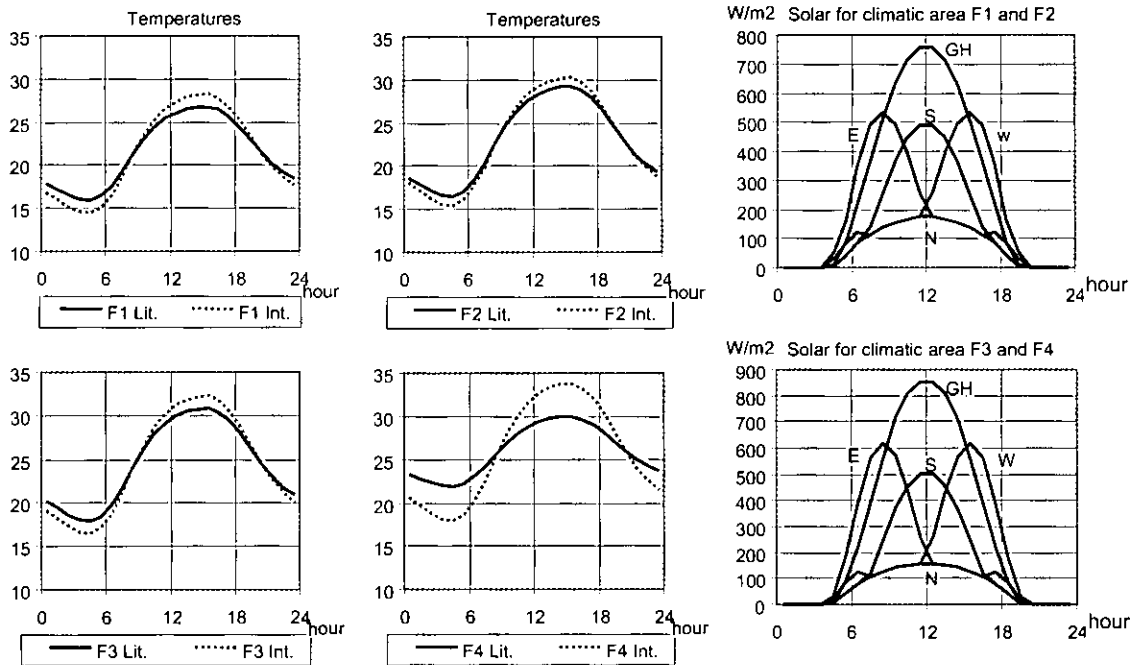 Temperatures
35
30
25
20
15
10
0 6 12 18 24 hour
F1 Lit. F1 Int.
Temperatures
35
30
25
20
15
10
0 6 12 18 24 hour
F2 Lit. F2 Int.
W/m2 Solar for climatic area F1 and F2
800
700
600
500
400
300
200
100
0
GH
E
S
w
N
0 6 12 18 24 hour
35
30
25
20
15
10
0 6 12 18 24 hour
F3 Lit. F3 Int.
35
30
25
20
15
10
0 6 12 18 24 hour
F4 Lit. F4 Int.
W/m2 Solar for climatic area F3 and F4
900
800
700
600
500
400
300
200
100
0
GH
E
S
W
N
0 6 12 18 24 hour